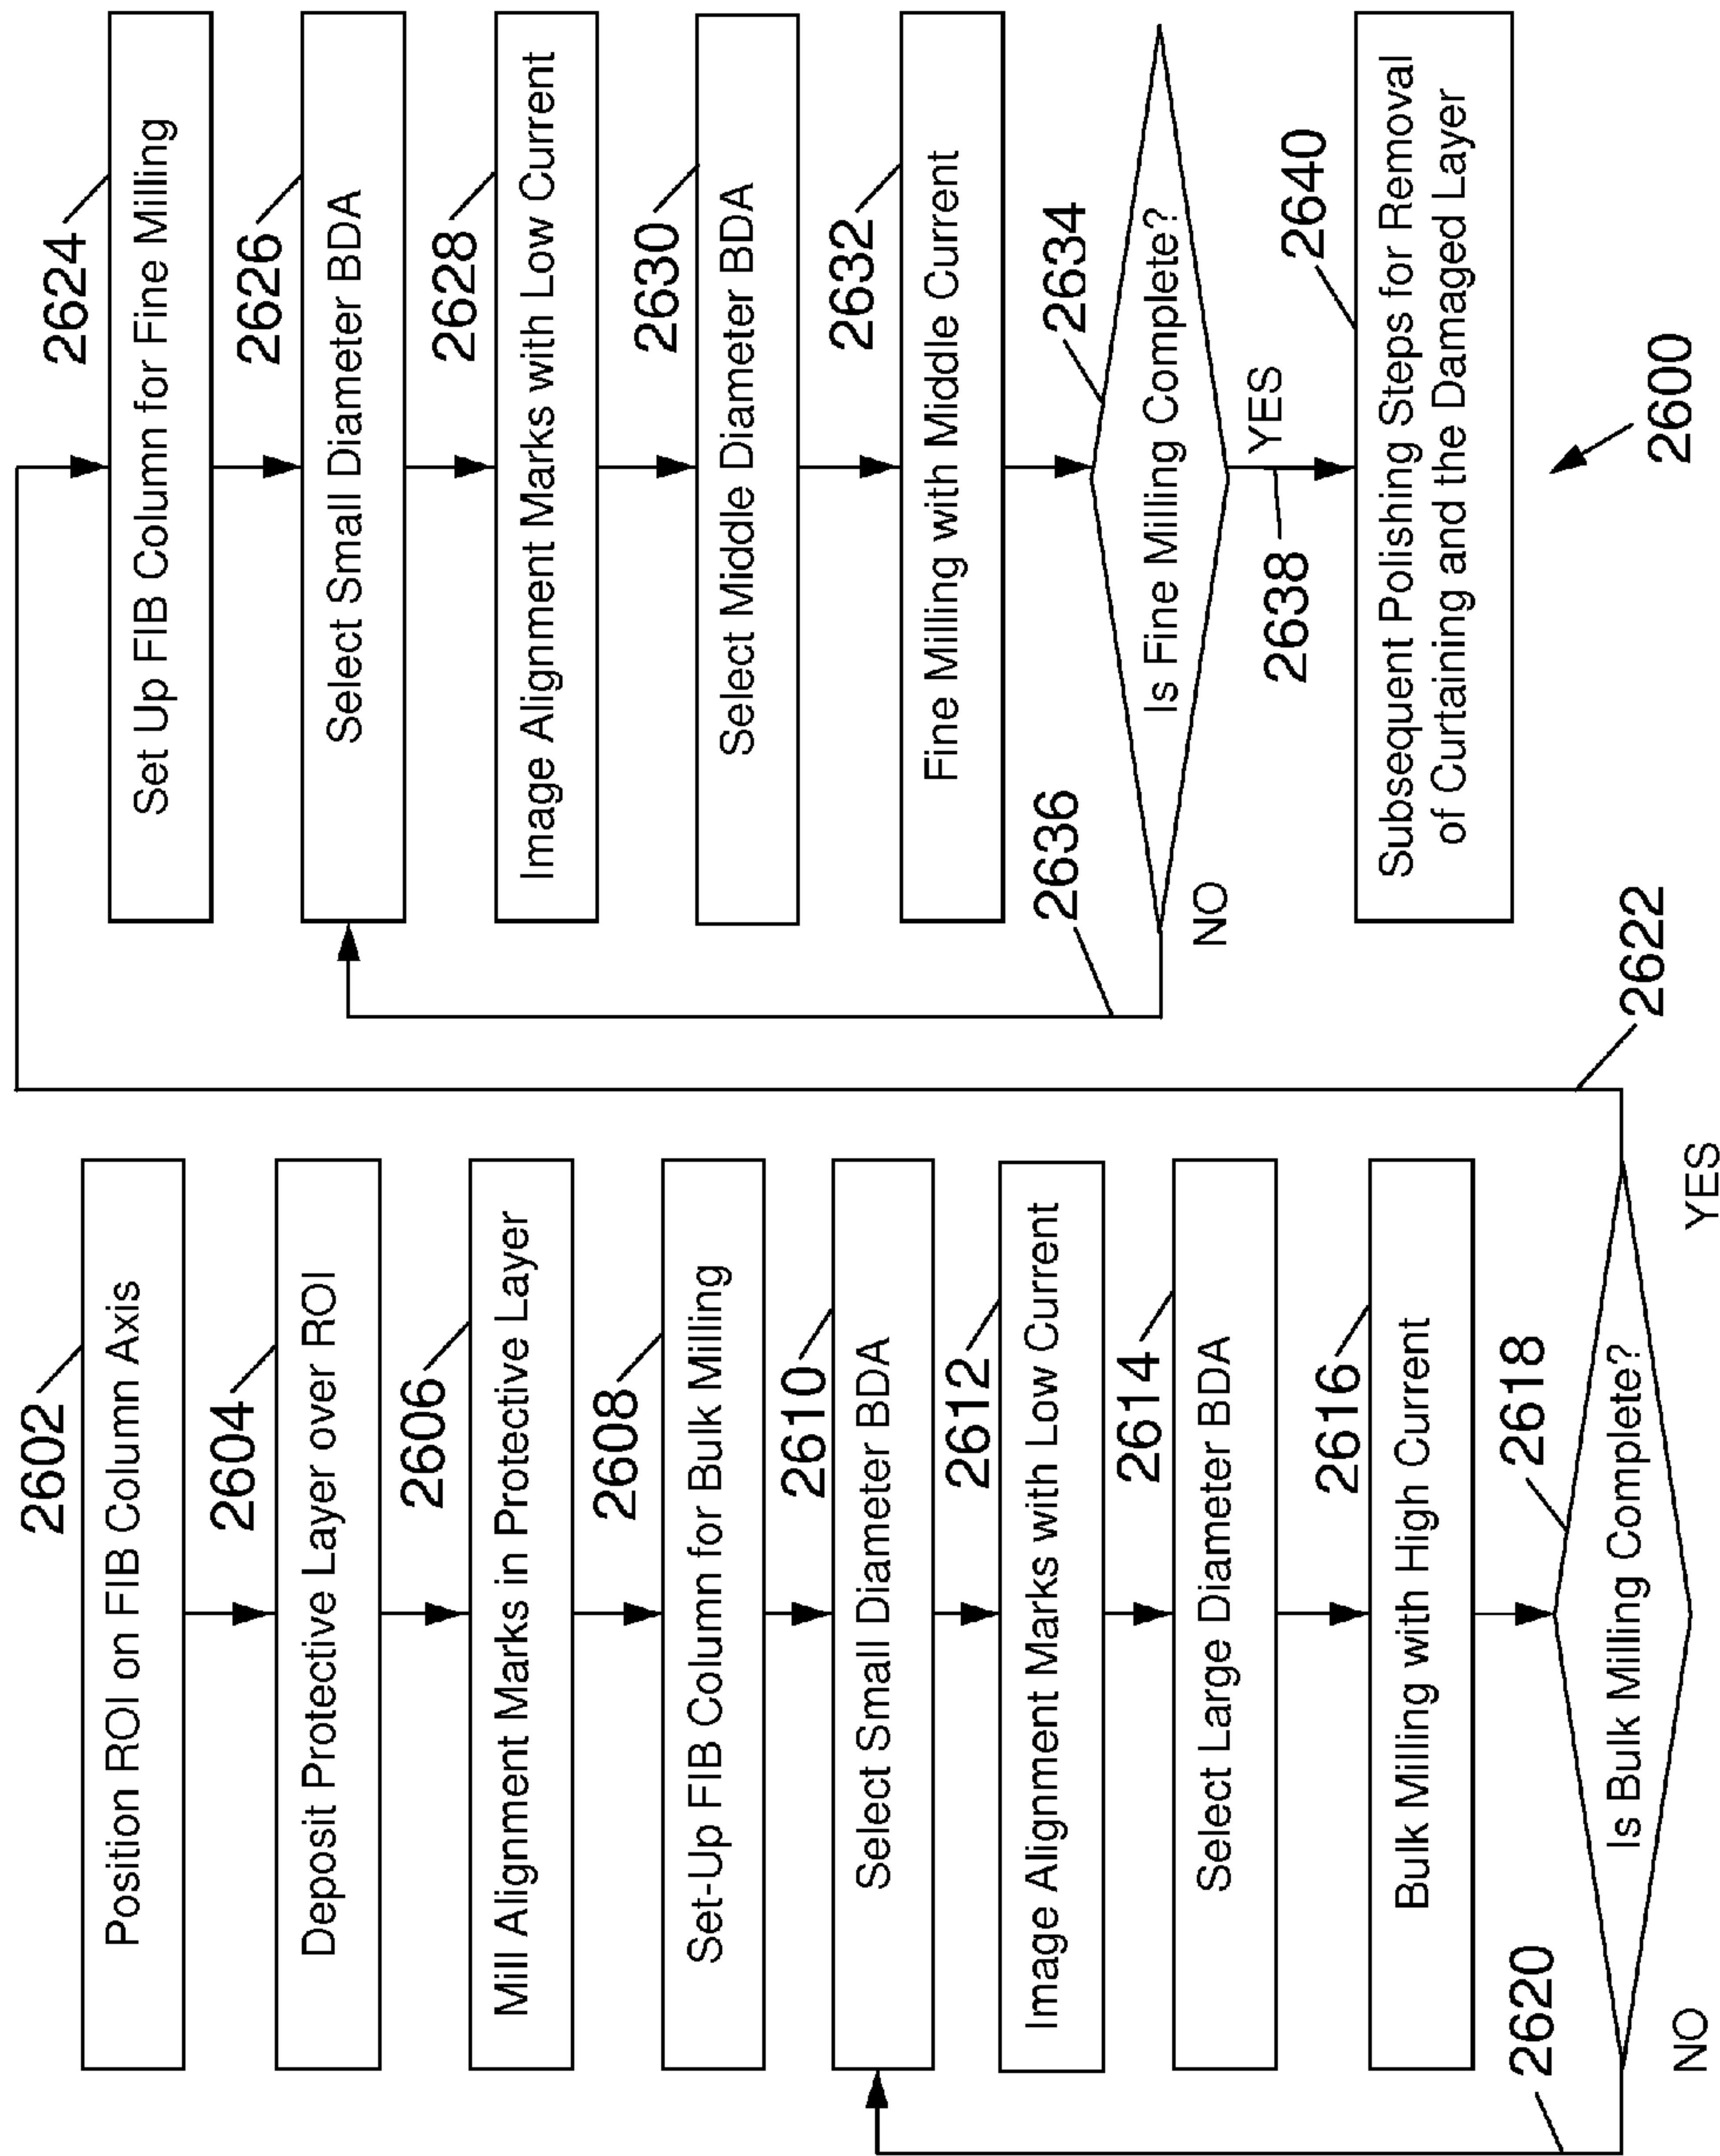 2602
Position ROI on FIB Column Axis
2604
Deposit Protective Layer over ROI
2606
Mill Alignment Marks in Protective Layer
2608
Set-Up FIB Column for Bulk Milling
2610
Select Small Diameter BDA
2612
Image Alignment Marks with Low Current
2614
Select Large Diameter BDA
2616
Bulk Milling with High Current
2618
Is Bulk Milling Complete?
2620
NO
YES
2622
2624
Set Up FIB Column for Fine Milling
2626
Select Small Diameter BDA
2628
Image Alignment Marks with Low Current
2630
Select Middle Diameter BDA
2632
Fine Milling with Middle Current
2634
Is Fine Milling Complete?
2636
NO
YES
2638
2640
Subsequent Polishing Steps for Removal
of Curtaining and the Damaged Layer
2600